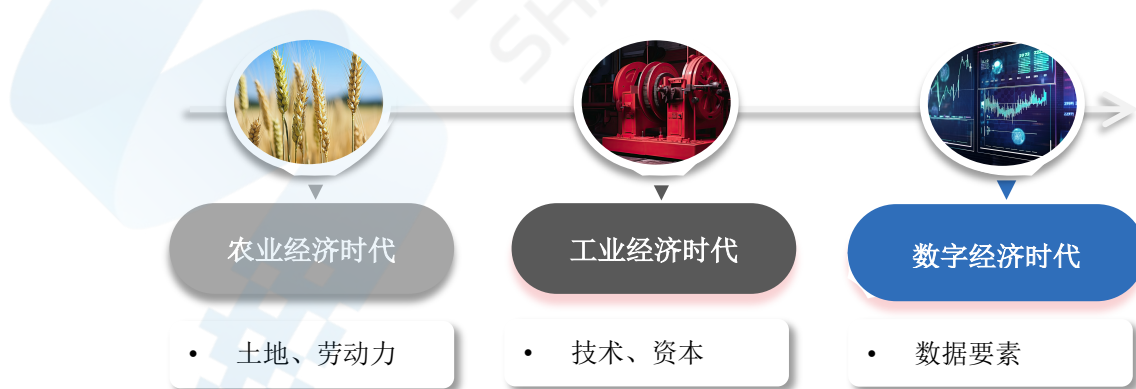 农业经济时代
工业经济时代
数字经济时代
• 土地、劳动力
• 技术、资本
• 数据要素